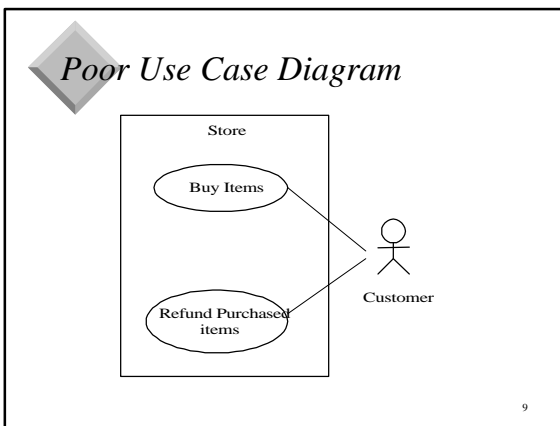 Poor Use Case Diagram
Store
Buy Items
Customer
Refund Purchased
items
9